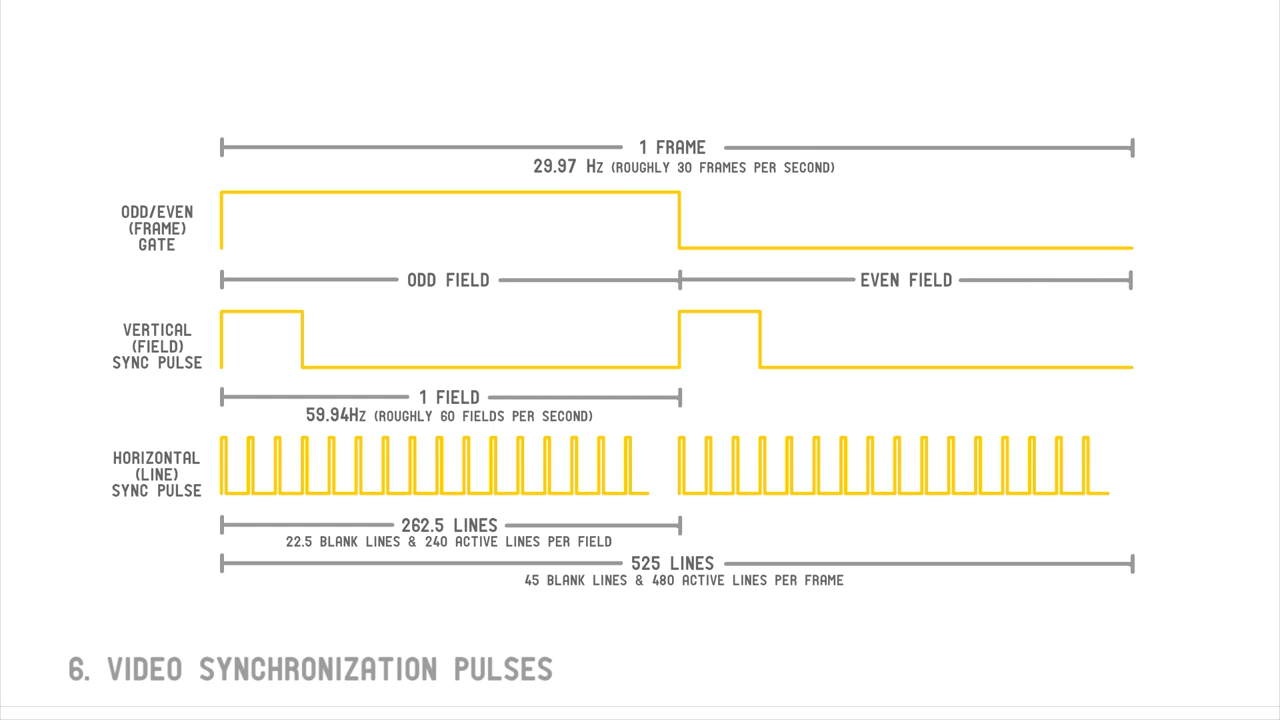 1 FRAME
29.97 Hz (ROUGHLY 30 FRAMES PER SECOND)
ODD/EVEN
(FRAME)
GATE
ODD FIELD
EVEN FIELD
VERTICAL
(FIELD)
SYNC PULSE
1 FIELD
59.94Hz (ROUGHLY 60 FIELDS PER SECOND)
HORIZONTAL
(LINE)
SYNC PULSE
262.5 LINES
22.5 BLANK LINES & 240 ACTIVE LINES PER FIELD
525 LINES
45 BLANK LINES & 480 ACTIVE LINES PER FRAME
6. VIDEO SYNCHRONIZATION PULSES